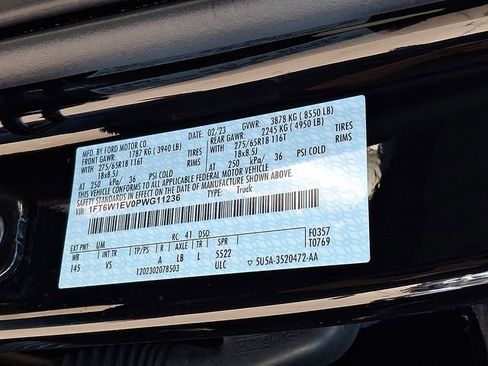 MFD. BY FORD MOTOR CO.
DATE: 02/23 GVWR: 3878 KG ( 8550 LB)
FRONT GAWR: 1787 KG ( 3940 LB) REAR GAWR: 2245 KG ( 4950 LB)
WITH 275/65R18 116T TIRES WITH 275/65R18 116T TIRES
18x8.5J RIMS 18x8.5J RIMS
AT 250 kPa/ 36 PSI COLD AT 250 kPa/ 36 PSI COLD
THIS VEHICLE CONFORMS TO ALL APPLICABLE FEDERAL MOTOR VEHICLE
SAFETY STANDARDS IN EFFECT ON THE DATE OF MANUFACTURE SHOWN ABOVE.
VIN: 1FT6W1EV0PWG11236 TYPE: Truck
EXT PNT: UM RC: 41 DSO: F0357
WB INT TR TP/PS R AXLE TR SPR T0769
145 VS A LB L 5522
1202302078503 ULC 5U5A-3520472-AA